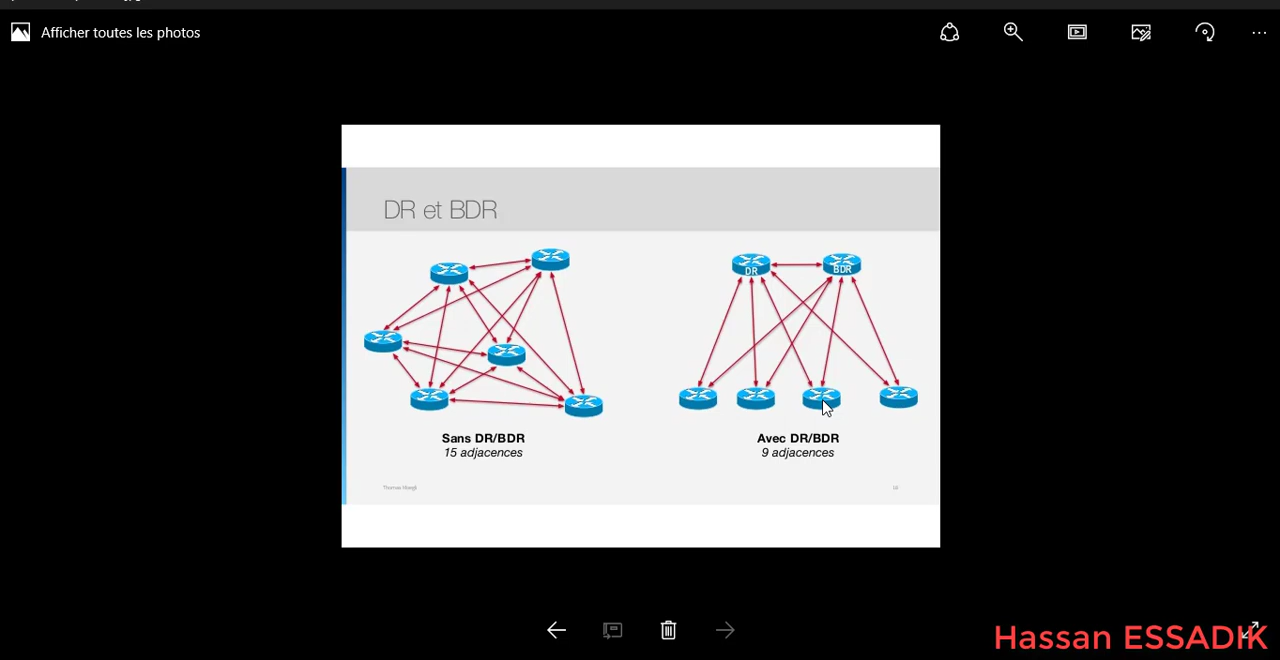 Afficher toutes les photos
DR et BDR
DR
BDR
Sans DR/BDR
15 adjacences
Avec DR/BDR
9 adjacences
Hassan ESSADIK